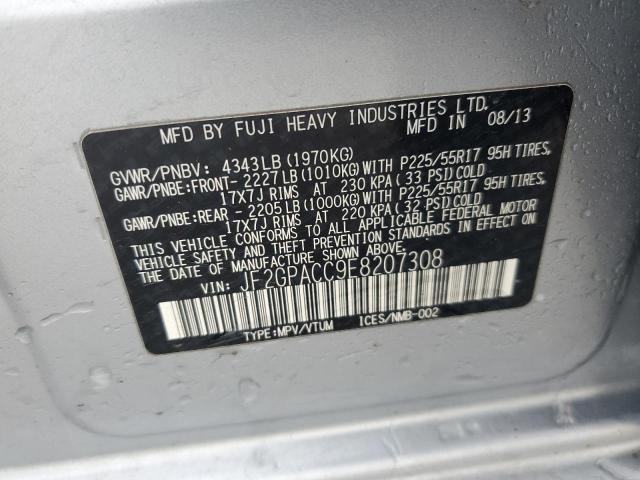 MFD BY FUJI HEAVY INDUSTRIES LTD.
MFD IN 08/13
GVWR/PNBV: 4343LB (1970KG)
GAWR/PNBE:FRONT- 2227LB (1010KG) WITH P225/55R17 95H TIRES,
17X7J RIMS AT 230 KPA (33 PSI) COLD
GAWR/PNBE:REAR - 2205LB (1000KG) WITH P225/55R17 95H TIRES,
17X7J RIMS AT 220 KPA (32 PSI) COLD
THIS VEHICLE CONFORMS TO ALL APPLICABLE FEDERAL MOTOR
VEHICLE SAFETY AND THEFT PREVENTION STANDARDS IN EFFECT ON
THE DATE OF MANUFACTURE SHOWN ABOVE.
VIN: JF2GPACC9E8207308
TYPE:MPV/VTUM ICES/NMB-002